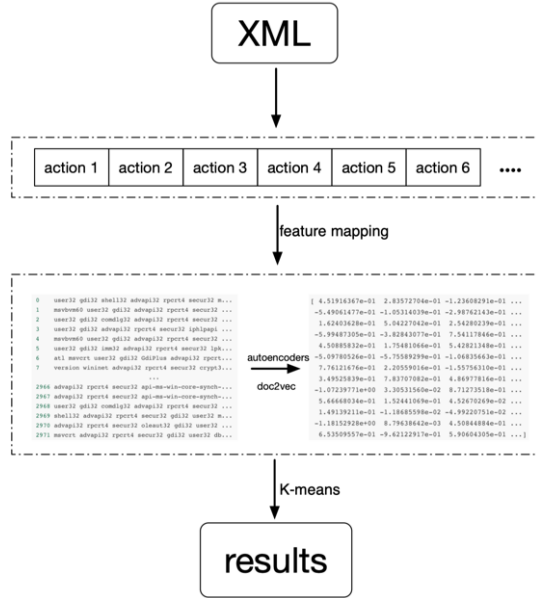 XML
action 1 action 2 action 3 action 4 action 5 action 6 ....
feature mapping
0 user32 gdi32 shell32 advapi32 rpcrt4 secur32 m...
1 msvbvm60 user32 gdi32 advapi32 rpcrt4 secur32 ...
2 user32 gdi32 comdlg32 advapi32 rpcrt4 secur32 ...
3 user32 gdi32 advapi32 rpcrt4 secur32 iphlpapi ...
4 msvbvm60 user32 gdi32 advapi32 rpcrt4 secur32 ...
5 user32 gdi32 imm32 advapi32 rpcrt4 secur32 lpk...
6 atl msvcrt user32 gdi32 GdiPlus advapi32 rpcrt...
7 version wininet advapi32 rpcrt4 secur32 crypt3...
...
2966 advapi32 rpcrt4 secur32 api-ms-win-core-synch-...
2967 advapi32 rpcrt4 secur32 api-ms-win-core-synch-...
2968 user32 gdi32 comdlg32 advapi32 rpcrt4 secur32 ...
2969 shell32 advapi32 rpcrt4 secur32 gdi32 user32 ...
2970 advapi32 rpcrt4 secur32 oleaut32 gdi32 user32 ...
2971 msvcrt advapi32 rpcrt4 secur32 gdi32 user32 db...
autoencoders
doc2vec
[ 4.51916367e-01 2.83572704e-01 -1.23608291e-01 ...
-5.49061477e-01 -1.05314039e-01 -2.98762143e-01 ...
1.62403628e-01 5.04227042e-01 2.54280239e-01 ...
-5.99487305e-01 -3.82843077e-01 7.54117846e-01 ...
4.50885832e-01 1.75481066e-01 5.42821348e-01 ...
-5.09780526e-01 -5.75589299e-01 -1.06835663e-01 ...
7.76121676e-01 2.20559016e-01 -1.55756310e-01 ...
3.49525839e-01 7.83707082e-01 4.86977816e-01 ...
-1.07239771e+00 3.30531560e-02 8.71273518e-01 ...
5.66668034e-01 1.52441069e-01 4.52670269e-02 ...
1.49139211e-01 -1.18685598e-02 -4.99220751e-02 ...
-1.18152928e+00 8.79638642e-03 4.50844884e-01 ...
6.53509557e-01 -9.62122917e-01 5.90604305e-01 ...]
K-means
results